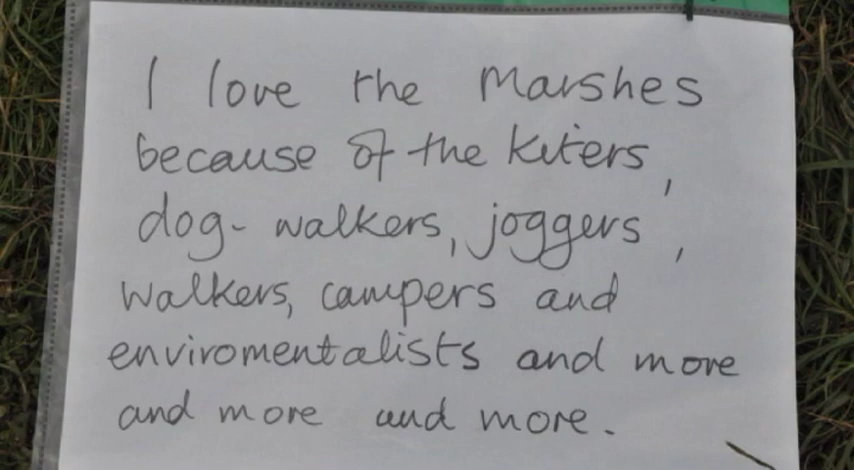 I love the Marshes
because of the kiters,
dog-walkers, joggers,
walkers, campers and
enviromentalists and more
and more and more.